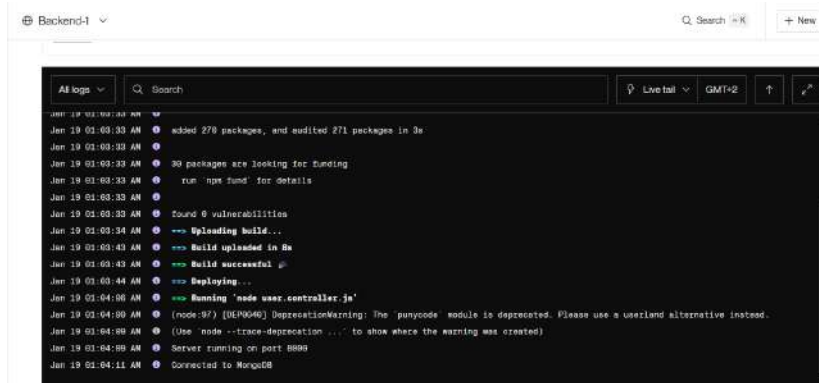 Backend-1
Search K
+ New
All logs
Search
Live tail
GMT+2
Jan 19 01:03:33 AM
Jan 19 01:03:33 AM added 270 packages, and audited 271 packages in 3s
Jan 19 01:03:33 AM
Jan 19 01:03:33 AM 30 packages are looking for funding
Jan 19 01:03:33 AM run `npm fund` for details
Jan 19 01:03:33 AM
Jan 19 01:03:33 AM found 0 vulnerabilities
Jan 19 01:03:34 AM ==> Uploading build...
Jan 19 01:03:43 AM ==> Build uploaded in 8s
Jan 19 01:03:43 AM ==> Build successful 🎉
Jan 19 01:03:44 AM ==> Deploying...
Jan 19 01:04:06 AM ==> Running 'node user.controller.js'
Jan 19 01:04:09 AM (node:97) [DEP0040] DeprecationWarning: The `punycode` module is deprecated. Please use a userland alternative instead.
Jan 19 01:04:09 AM (Use `node --trace-deprecation ...` to show where the warning was created)
Jan 19 01:04:09 AM Server running on port 8000
Jan 19 01:04:11 AM Connected to MongoDB